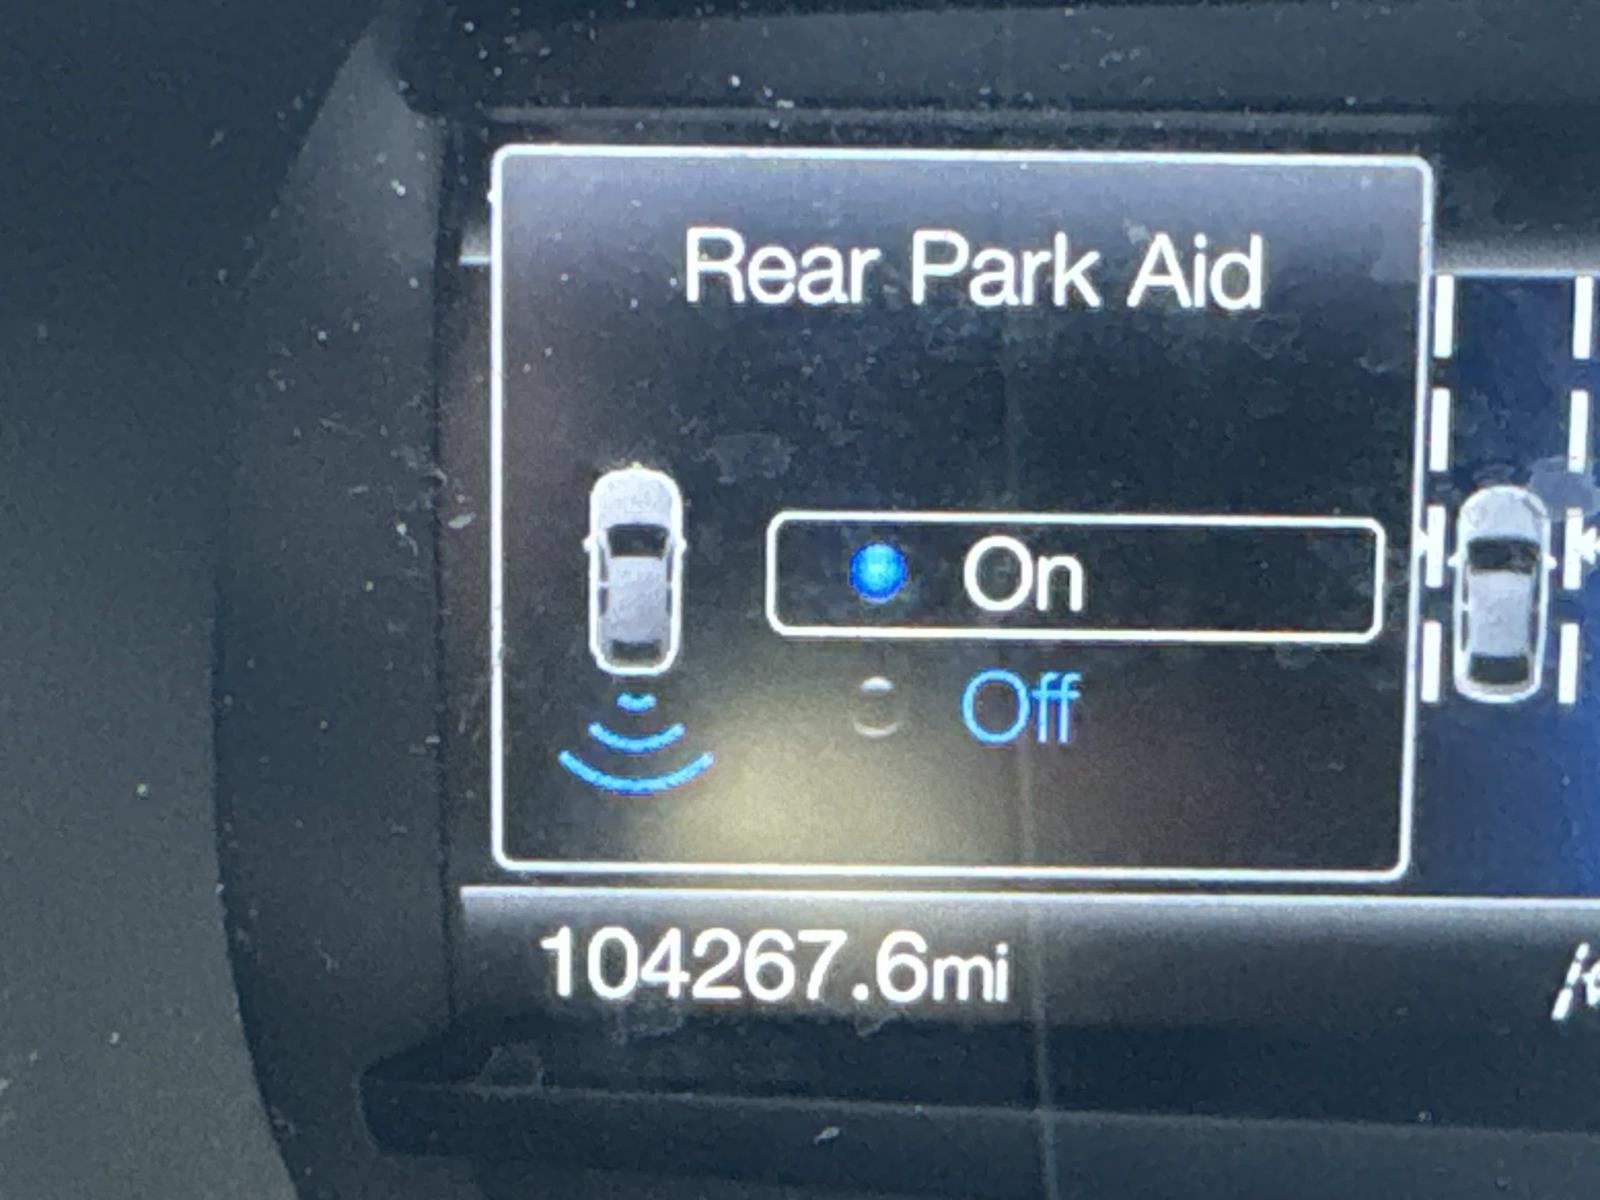 Rear Park Aid
On
Off
104267.6mi